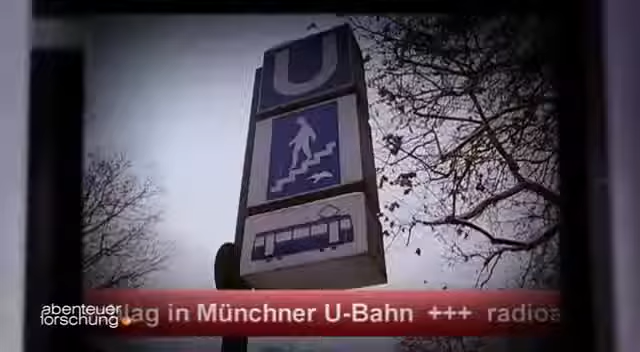 U
abenteuer
forschung
lag in Münchner U-Bahn +++ radioa